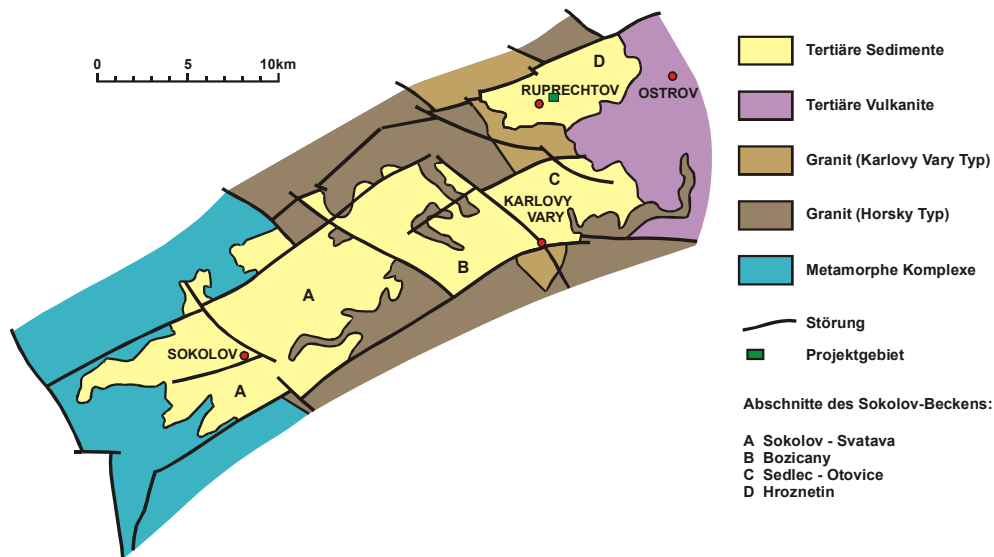 0 5 10km
D
RUPRECHTOV
OSTROV
C
KARLOVY
VARY
B
A
SOKOLOV
A
Tertiäre Sedimente
Tertiäre Vulkanite
Granit (Karlovy Vary Typ)
Granit (Horsky Typ)
Metamorphe Komplexe
Störung
Projektgebiet
Abschnitte des Sokolov-Beckens:
A Sokolov - Svatava
B Bozicany
C Sedlec - Otovice
D Hroznetin